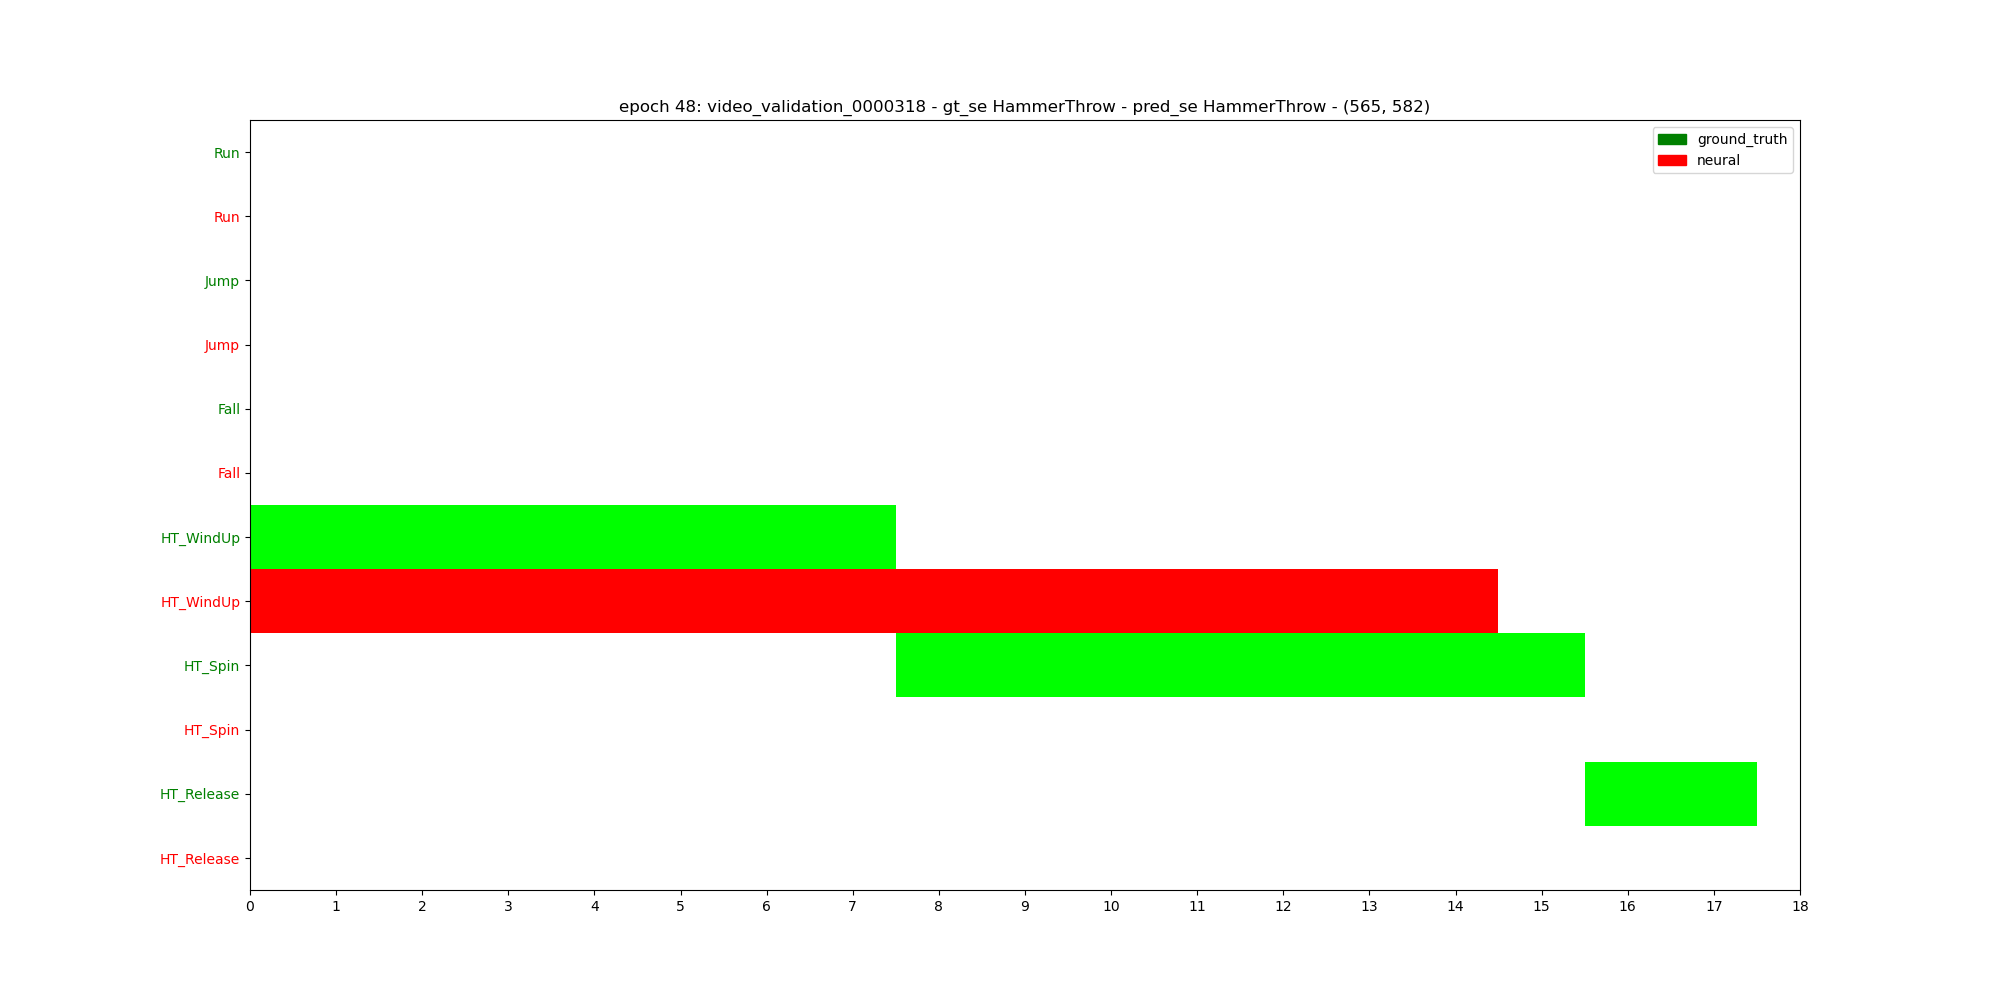 epoch 48: video_validation_0000318 - gt_se HammerThrow - pred_se HammerThrow - (565, 582)
ground_truth
neural
Run
Run
Jump
Jump
Fall
Fall
HT_WindUp
HT_WindUp
HT_Spin
HT_Spin
HT_Release
HT_Release
0 1 2 3 4 5 6 7 8 9 10 11 12 13 14 15 16 17 18